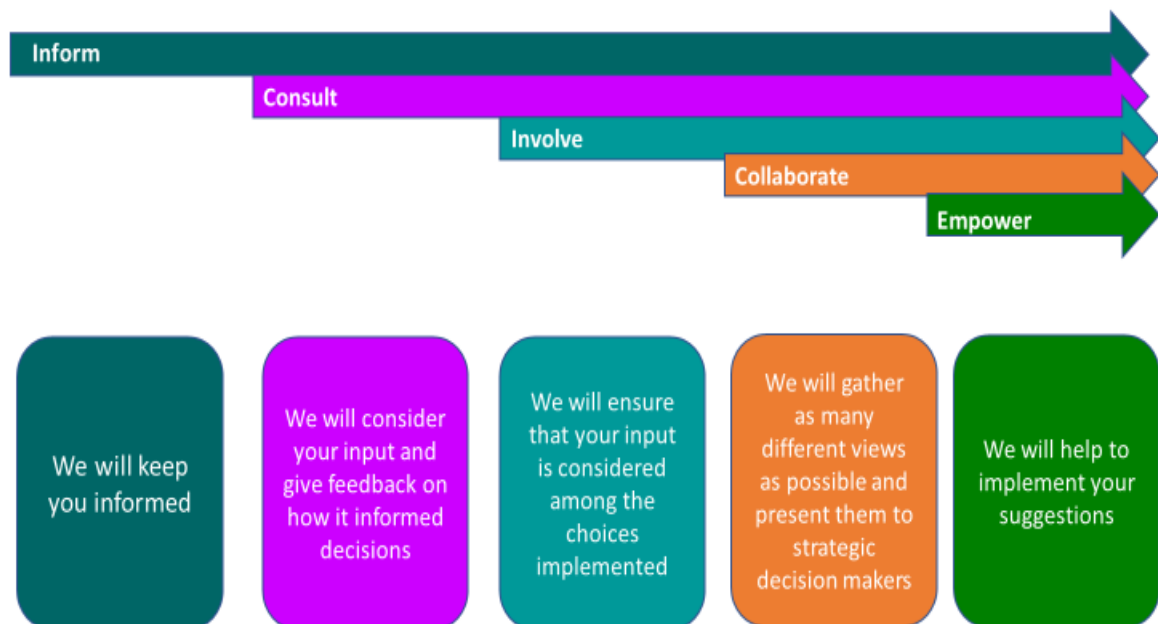 Inform
Consult
Involve
Collaborate
Empower
We will keep
you informed
We will consider
your input and
give feedback on
how it informed
decisions
We will ensure
that your input
is considered
among the
choices
implemented
We will gather
as many
different views
as possible and
present them to
strategic
decision makers
We will help to
implement your
suggestions